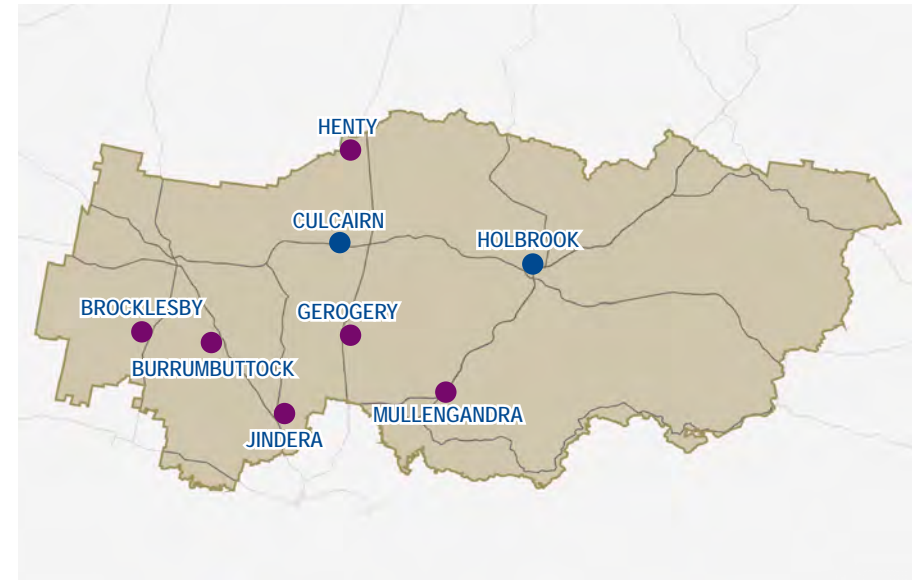 HENTY
CULCAIRN
HOLBROOK
BROCKLESBY
GEROGERY
BURRUMBUTTOCK
MULLENGANDRA
JINDERA